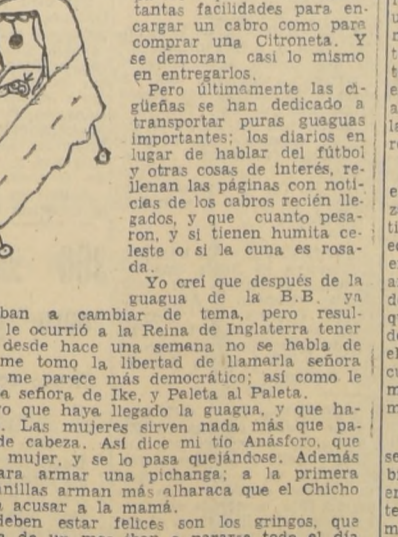 tantas facilidades para en-
cargar un cabro como para
comprar una Citroneta. Y
se demoran casi lo mismo
en entregarlos.
Pero últimamente las ci-
güeñas se han dedicado a
transportar puras guaguas
importantes; los diarios en
lugar de hablar del fútbol
y otras cosas de interés, re-
llenan las páginas con noti-
cias de los cabros recién lle-
gados, y que cuanto pesa-
ron, y si tienen humita ce-
leste o si la cuna es rosa-
da.
Yo creí que después de la
guagua de la B.B. ya
ban a cambiar de tema, pero resul-
le ocurrió a la Reina de Inglaterra tener
desde hace una semana no se habla de
me tomo la libertad de llamarla señora
me parece más democrático; así como le
a señora de Ike, y Paleta al Paleta.
o que haya llegado la guagua, y que ha-
. Las mujeres sirven nada más que pa-
de cabeza. Así dice mi tío Anásforo, que
mujer, y se lo pasa quejándose. Además
ara armar una pichanga; a la primera
anillas arman más alharaca que el Chicho
a acusar a la mamá.
deben estar felices son los gringos, que